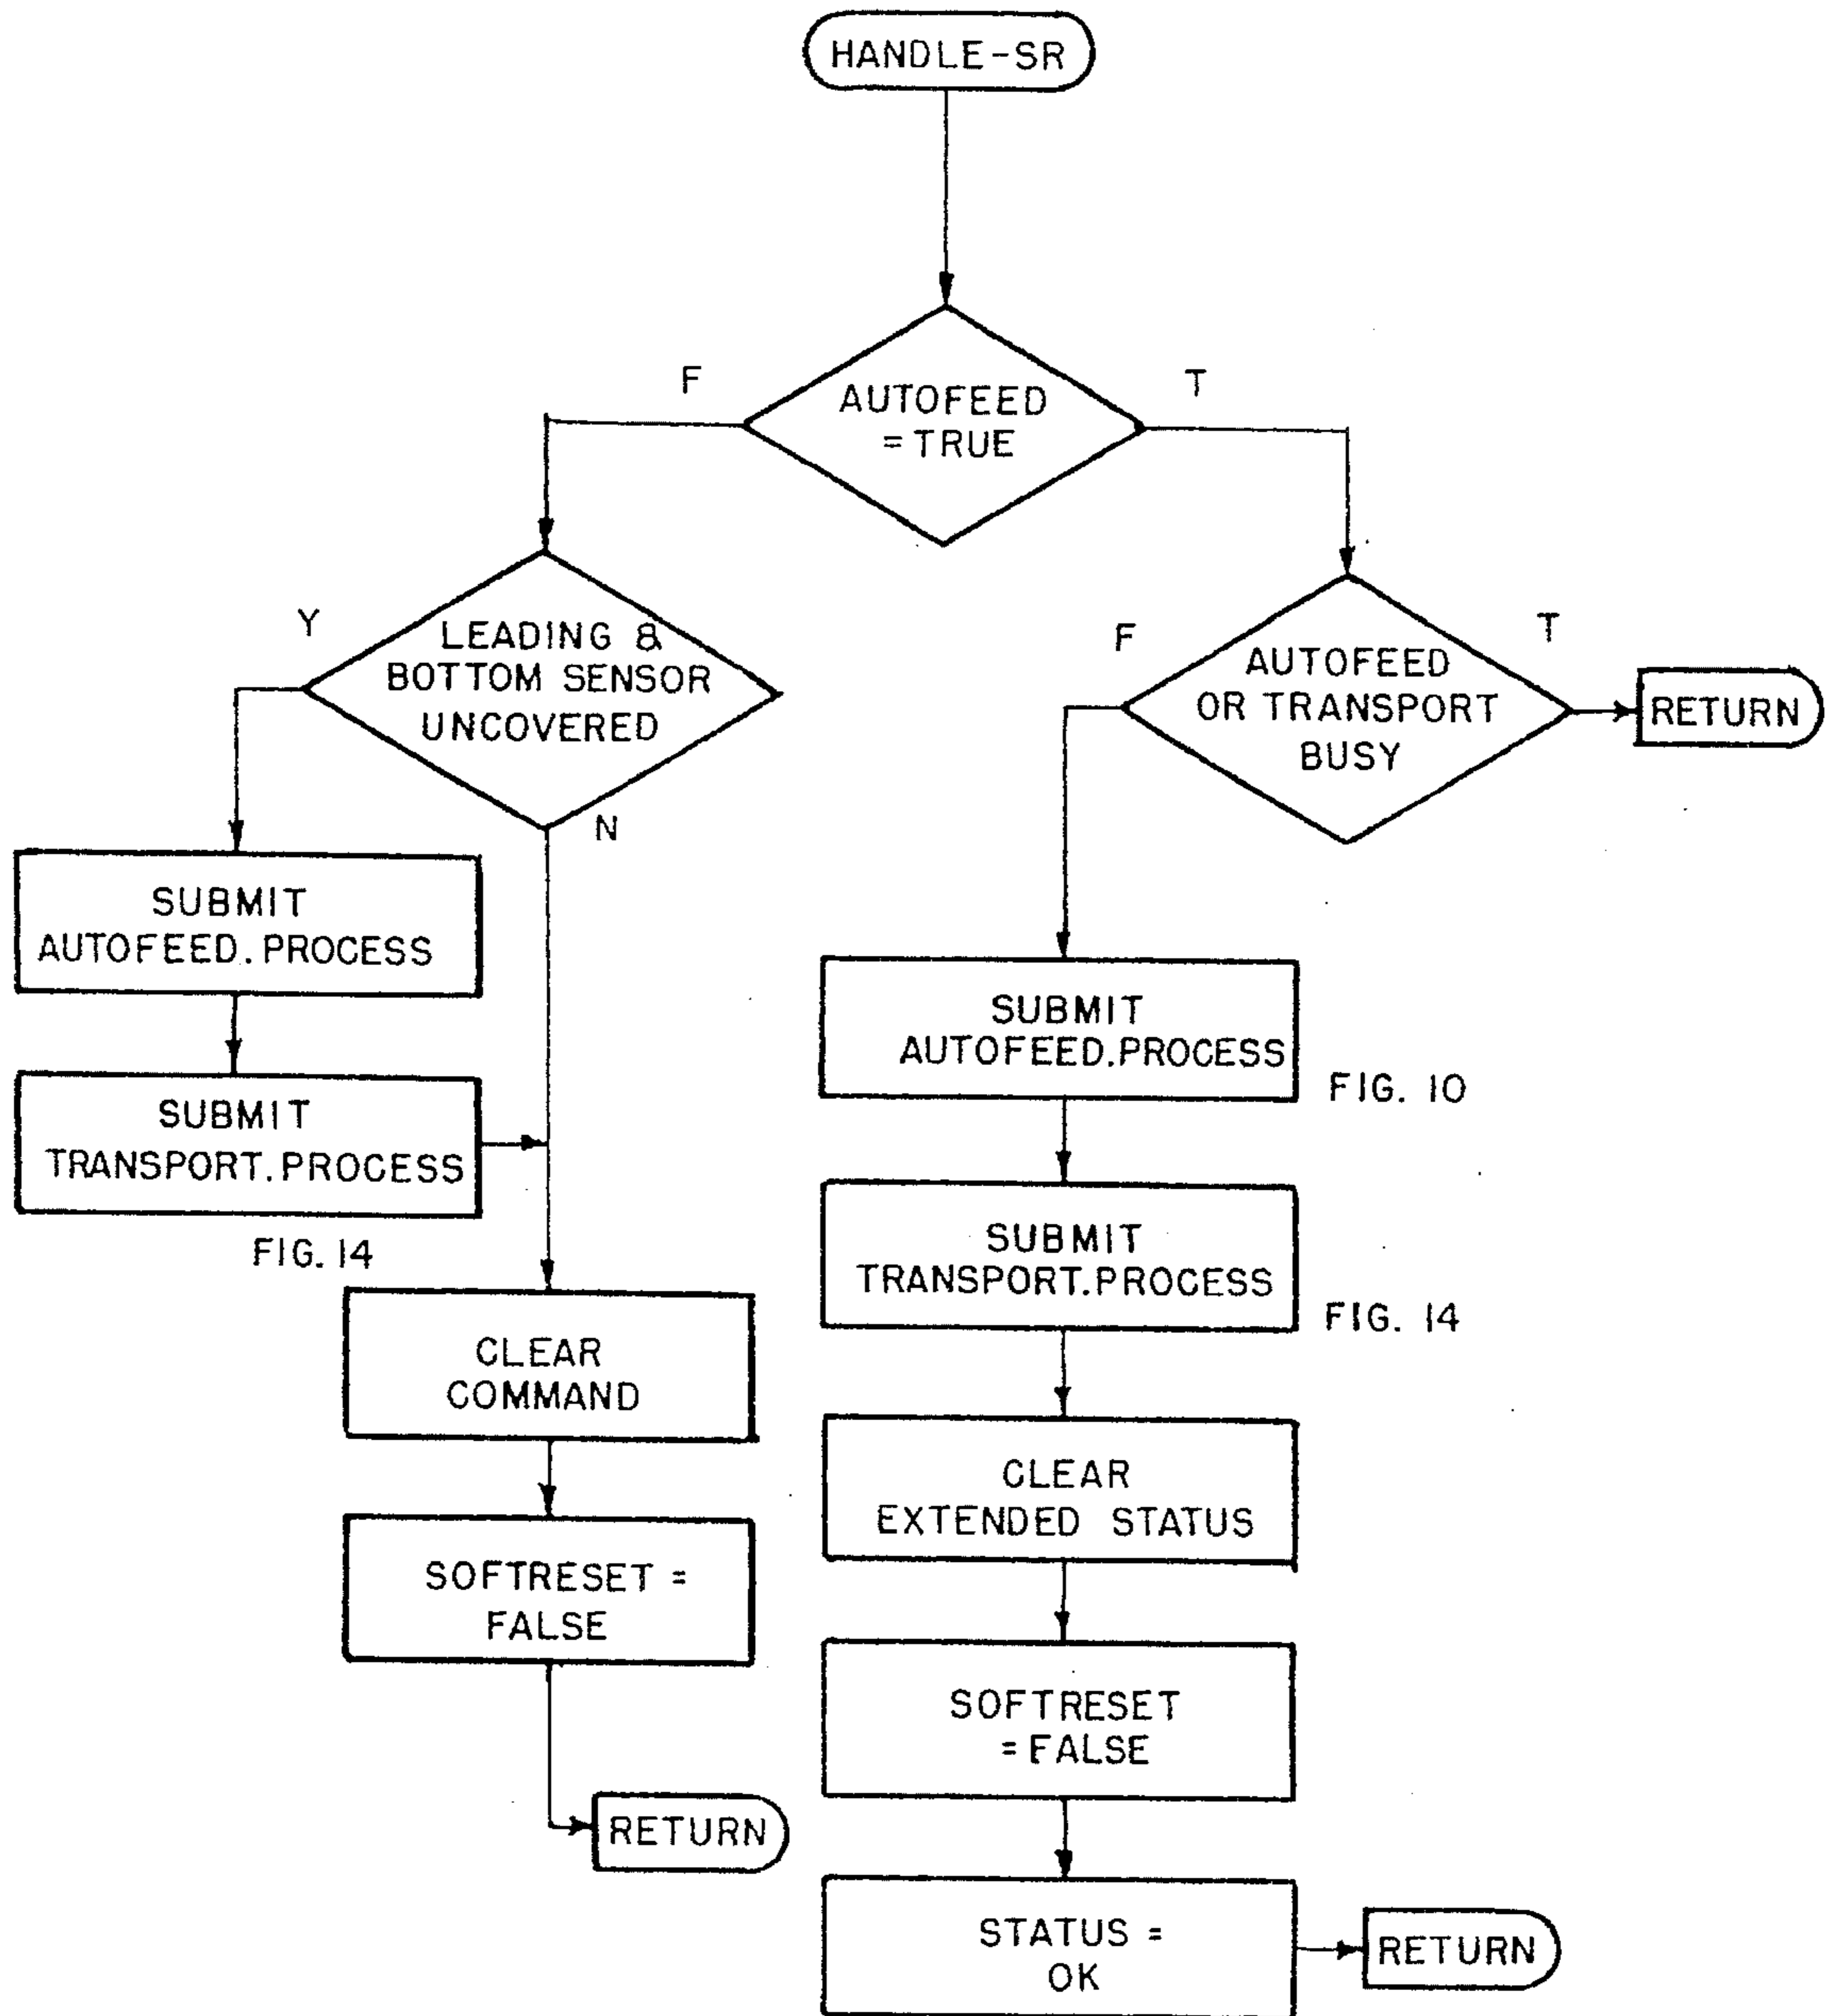 HANDLE-SR
F
T
AUTOFEED
= TRUE
Y
LEADING &
BOTTOM SENSOR
UNCOVERED
N
F
T
AUTOFEED
OR TRANSPORT
BUSY
RETURN
SUBMIT
AUTOFEED.PROCESS
SUBMIT
TRANSPORT.PROCESS
FIG. 14
CLEAR
COMMAND
SOFTRESET =
FALSE
RETURN
SUBMIT
AUTOFEED.PROCESS
FIG. 10
SUBMIT
TRANSPORT.PROCESS
FIG. 14
CLEAR
EXTENDED STATUS
SOFTRESET
= FALSE
STATUS =
OK
RETURN